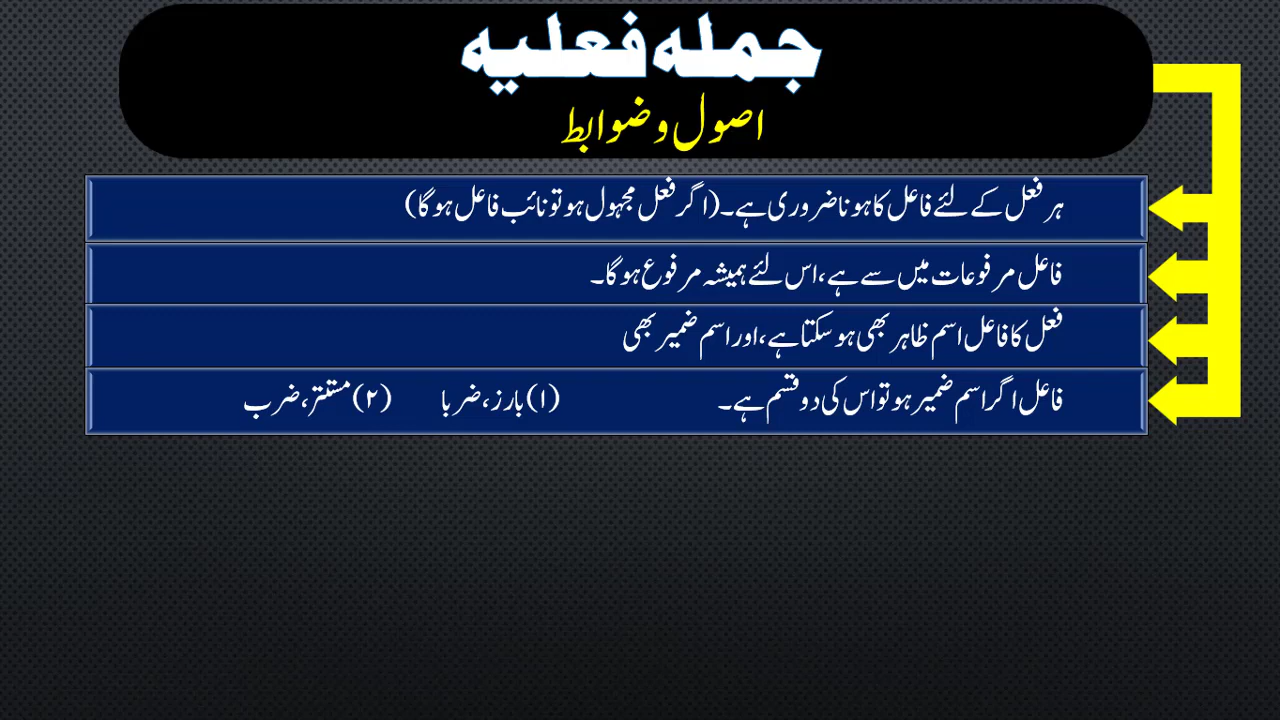 جمله فعليه
اصول و ضوابط
ہر فعل کے لئے فاعل کا ہونا ضروری ہے۔(اگر فعل مجہول ہو تو نائب فاعل ہوگا)
فاعل مرفوعات میں سے ہے، اس لئے ہمیشہ مرفوع ہوگا۔
فعل کا فاعل اسم ظاہر بھی ہو سکتا ہے، اور اسم ضمیر بھی
فاعل اگر اسم ضمیر ہو تو اس کی دو قسم ہے۔ (۱) بارز، ضربا (۲) مستتر، ضرب